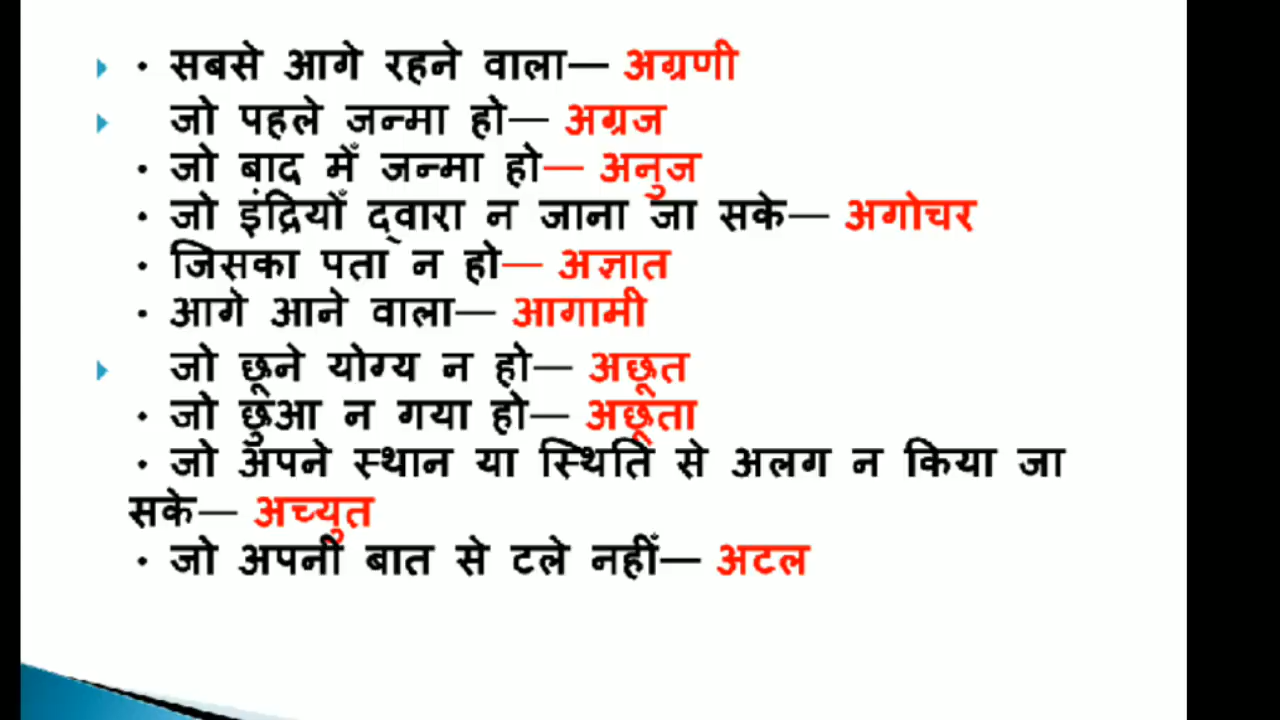 • सबसे आगे रहने वाला— अग्रणी
जो पहले जन्मा हो— अग्रज
• जो बाद मेँ जन्मा हो— अनुज
• जो इंद्रियोँ द्वारा न जाना जा सके— अगोचर
• जिसका पता न हो— अज्ञात
• आगे आने वाला— आगामी
जो छूने योग्य न हो— अछूत
• जो छुआ न गया हो— अछूता
• जो अपने स्थान या स्थिति से अलग न किया जा
सके— अच्युत
• जो अपनी बात से टले नहीँ— अटल